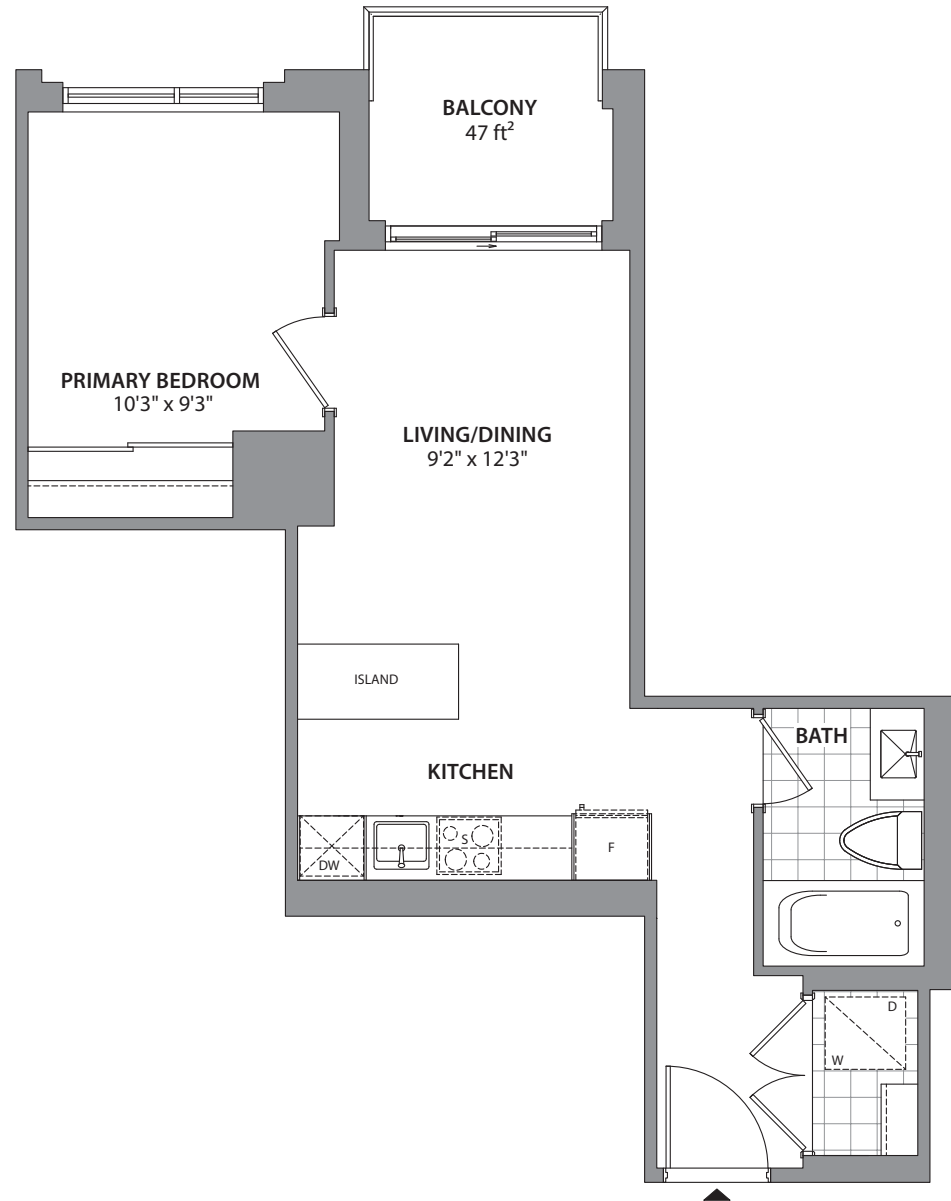 BALCONY
47 ft²
PRIMARY BEDROOM
10'3" x 9'3"
LIVING/DINING
9'2" x 12'3"
ISLAND
BATH
KITCHEN
DW
S
F
D
W